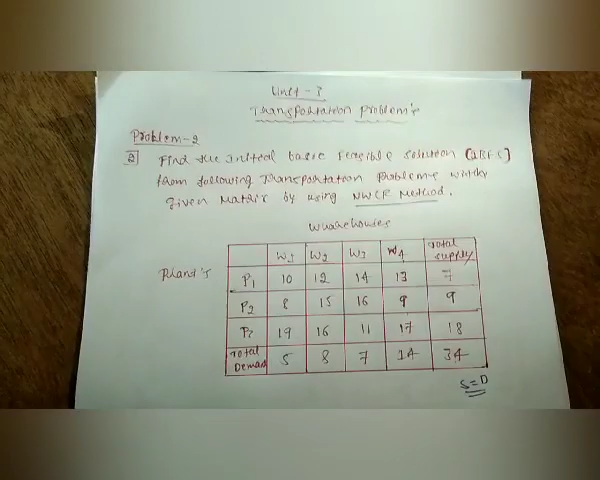 Unit - I
Transportation Problem's
Problem-2
2] Find the Initial basic Feasible solution (IBFS)
from following Transportation Problems with
Given Matrix by using NWCR Method.
Warehouses
Plant's
W1 W2 W3 W4 Total supply
P1 10 12 14 13 7
P2 8 15 16 9 9
P3 19 16 11 17 18
Total Demad 5 8 7 14 34
S=D